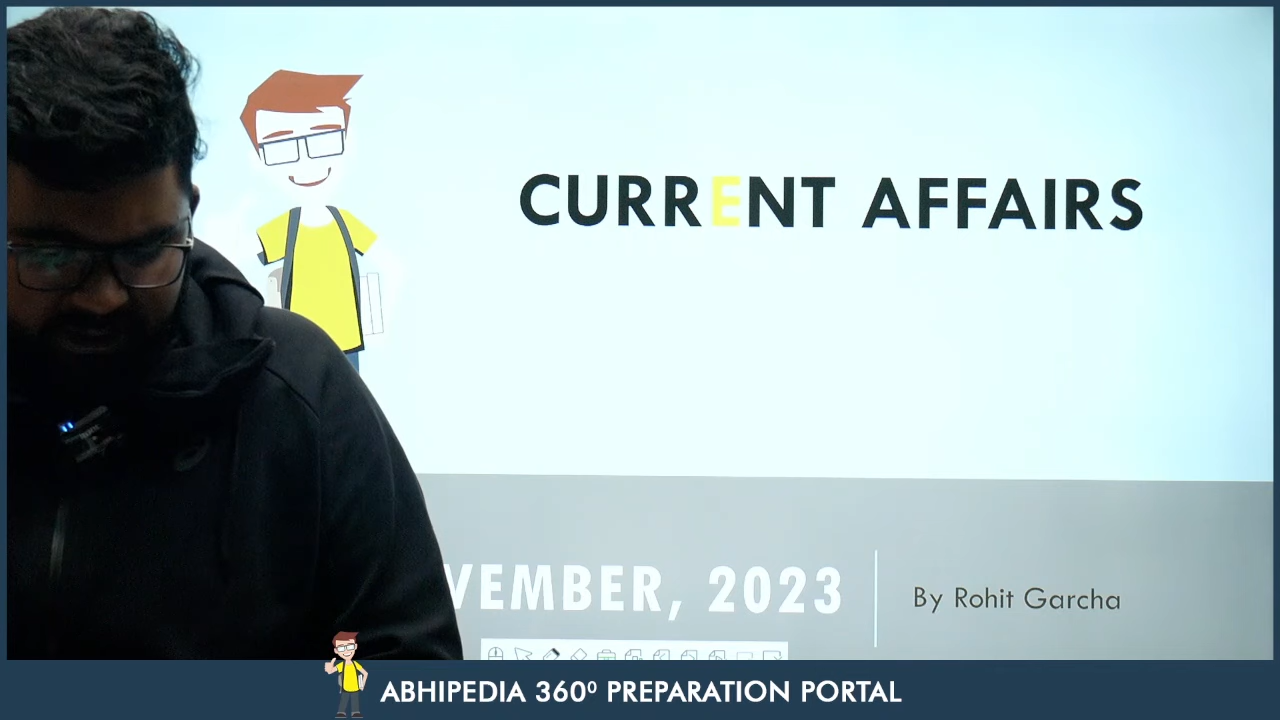 CURRENT AFFAIRS
VEMBER, 2023
By Rohit Garcha
ABHIPEDIA 360⁰ PREPARATION PORTAL